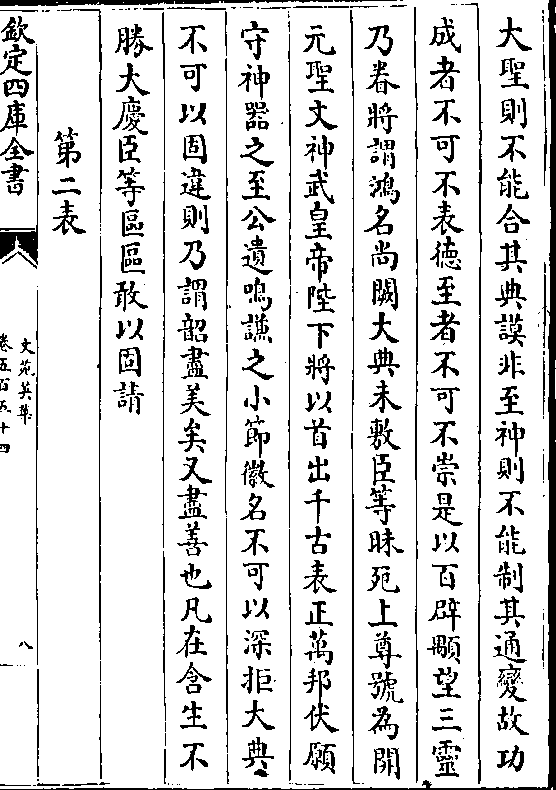 大聖則不能合其典謨非至神則不能制其通變故功
成者不可不表德至者不可不崇是以百辟顒望三靈
乃眷將謂鴻名尚闕大典未敷臣等昧死上尊號為開
元聖文神武皇帝陛下將以首出千古表正萬邦伏願
守神器之至公遺鳴謙之小節徽名不可以深拒大典
不可以固違則乃謂韶盡美矣又盡善也凡在含生不
勝大慶臣等區區敢以固請
第二表
欽定四庫全書
文苑英華
卷五百五十四
八